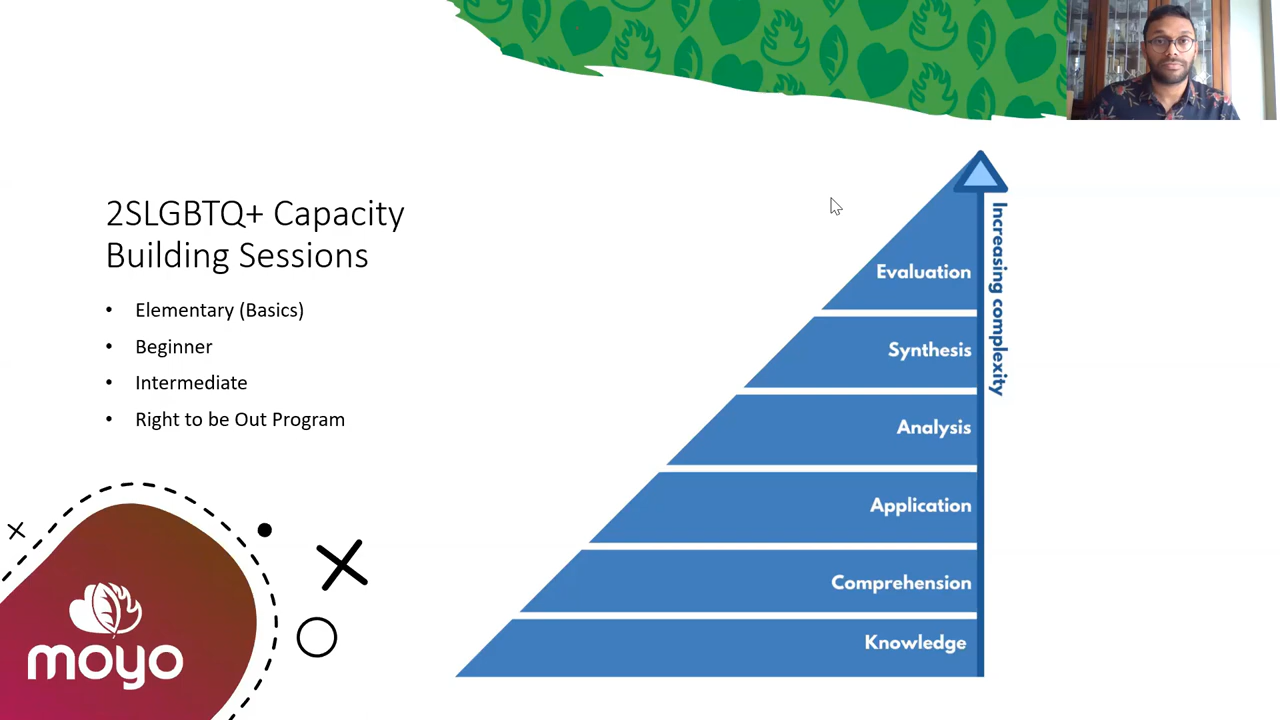 2SLGBTQ+ Capacity
Building Sessions
• Elementary (Basics)
• Beginner
• Intermediate
• Right to be Out Program
Increasing complexity
Evaluation
Synthesis
Analysis
Application
Comprehension
Knowledge
moyo